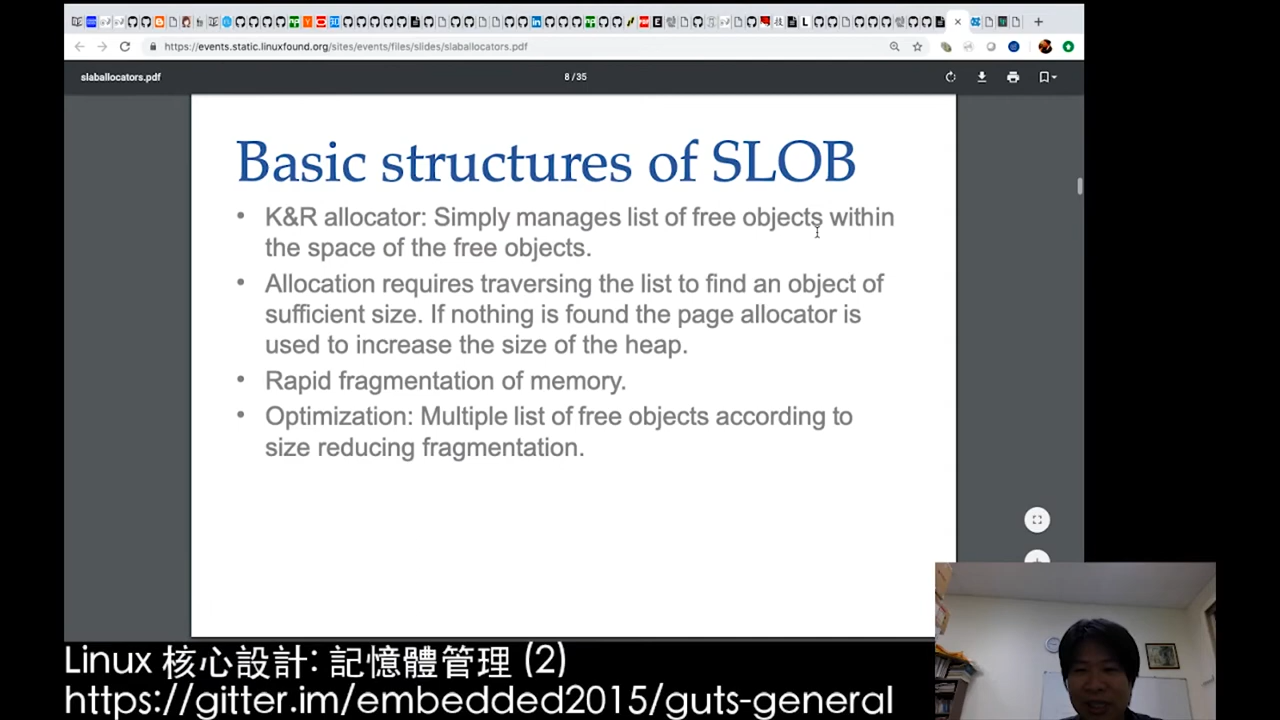 https://events.static.linuxfound.org/sites/events/files/slides/slaballocators.pdf
slaballocators.pdf
8 / 35
Basic structures of SLOB
• K&R allocator: Simply manages list of free objects within
the space of the free objects.
• Allocation requires traversing the list to find an object of
sufficient size. If nothing is found the page allocator is
used to increase the size of the heap.
• Rapid fragmentation of memory.
• Optimization: Multiple list of free objects according to
size reducing fragmentation.
Linux 核心設計: 記憶體管理 (2)
https://gitter.im/embedded2015/guts-general